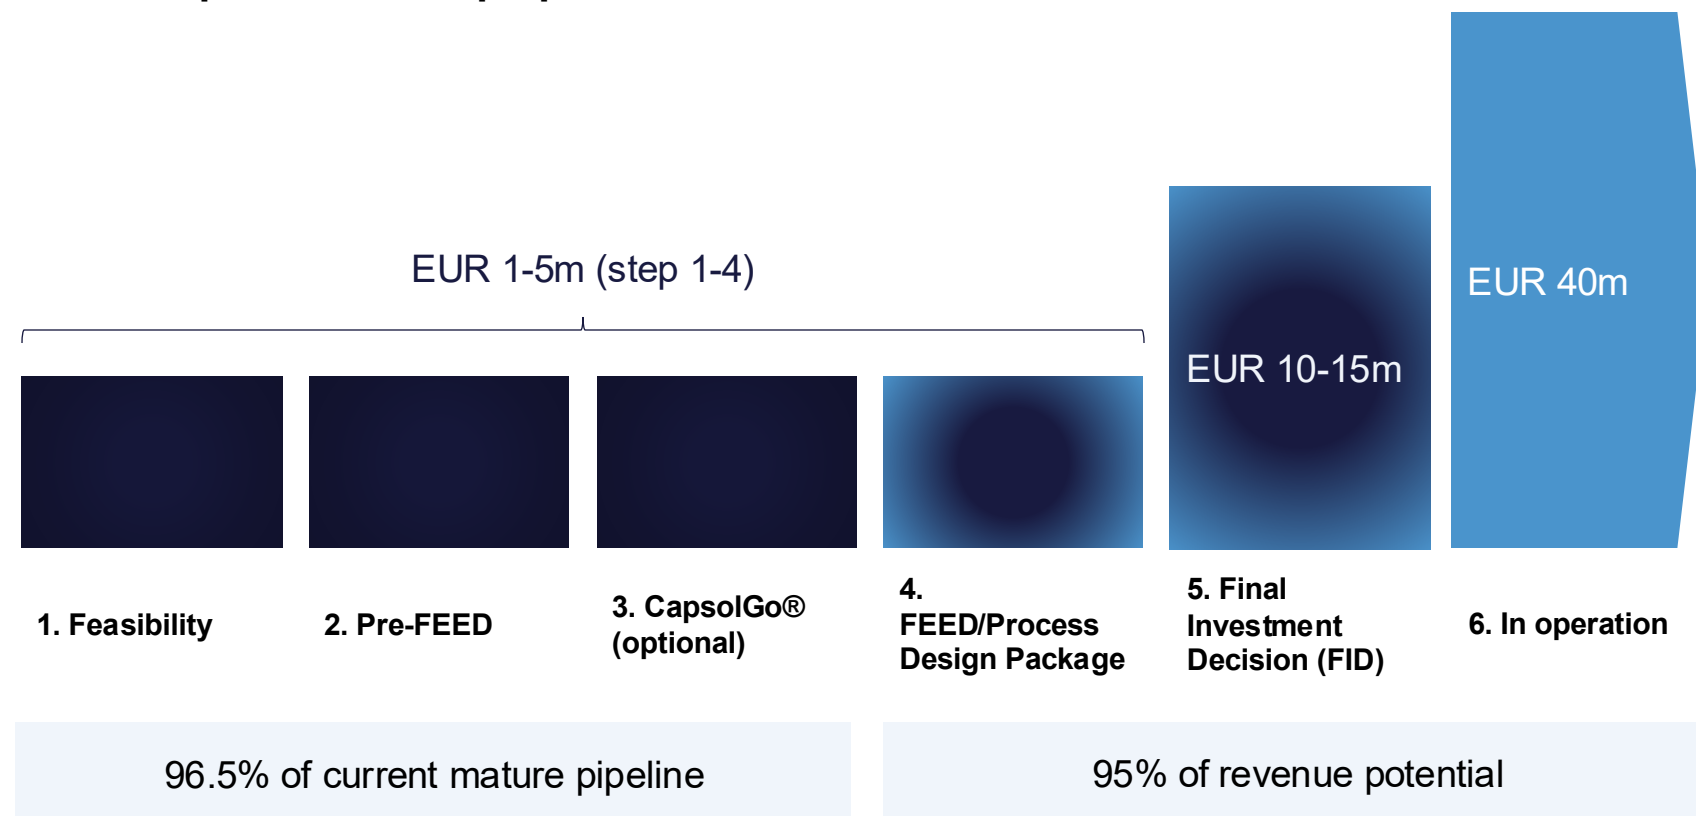 EUR 40m
EUR 1-5m (step 1-4)
EUR 10-15m
1. Feasibility
2. Pre-FEED
3. CapsolGo®
(optional)
4.
FEED/Process
Design Package
5. Final
Investment
Decision (FID)
6. In operation
96.5% of current mature pipeline
95% of revenue potential